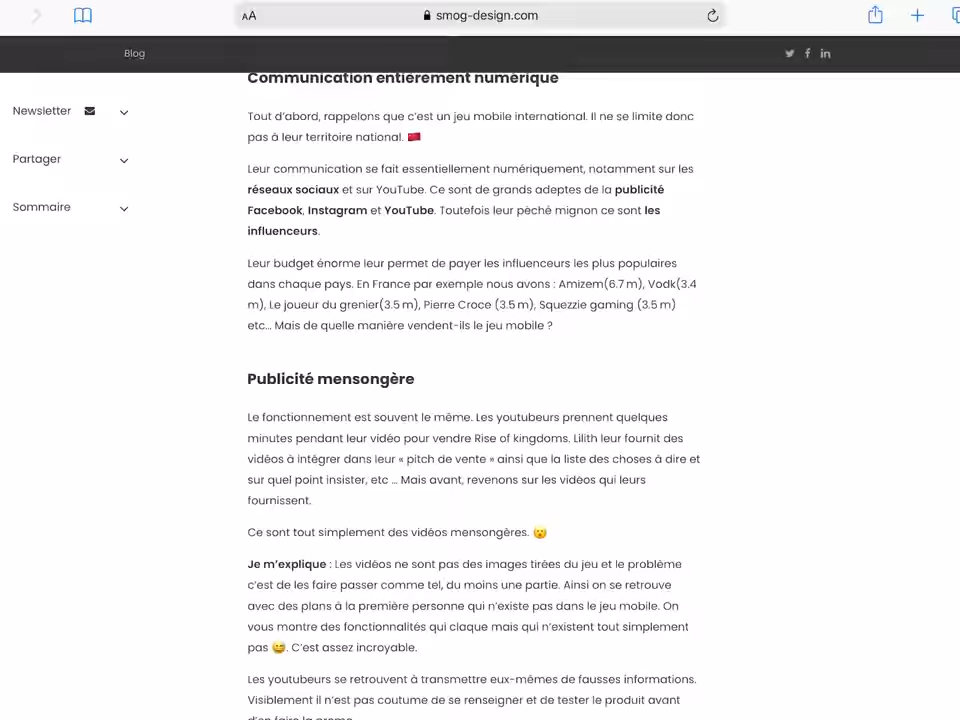 AA
smog-design.com
Blog
Newsletter
Partager
Sommaire
Communication entièrement numérique
Tout d’abord, rappelons que c’est un jeu mobile international. Il ne se limite donc
pas à leur territoire national. 🇨🇳
Leur communication se fait essentiellement numériquement, notamment sur les
réseaux sociaux et sur YouTube. Ce sont de grands adeptes de la publicité
Facebook, Instagram et YouTube. Toutefois leur pèché mignon ce sont les
influenceurs.
Leur budget énorme leur permet de payer les influenceurs les plus populaires
dans chaque pays. En France par exemple nous avons : Amizem(6.7 m), Vodk(3.4
m), Le joueur du grenier(3.5 m), Pierre Croce (3.5 m), Squezzie gaming (3.5 m)
etc… Mais de quelle manière vendent-ils le jeu mobile ?
Publicité mensongère
Le fonctionnement est souvent le même. Les youtubeurs prennent quelques
minutes pendant leur vidéo pour vendre Rise of kingdoms. Lilith leur fournit des
vidéos à intégrer dans leur « pitch de vente » ainsi que la liste des choses à dire et
sur quel point insister, etc … Mais avant, revenons sur les vidéos qui leurs
fournissent.
Ce sont tout simplement des vidéos mensongères. 😯
Je m’explique : Les vidéos ne sont pas des images tirées du jeu et le problème
c’est de les faire passer comme tel, du moins une partie. Ainsi on se retrouve
avec des plans à la première personne qui n’existe pas dans le jeu mobile. On
vous montre des fonctionnalités qui claque mais qui n’existent tout simplement
pas 😅. C’est assez incroyable.
Les youtubeurs se retrouvent à transmettre eux-mêmes de fausses informations.
Visiblement il n’est pas coutume de se renseigner et de tester le produit avant
d’en faire la promo.